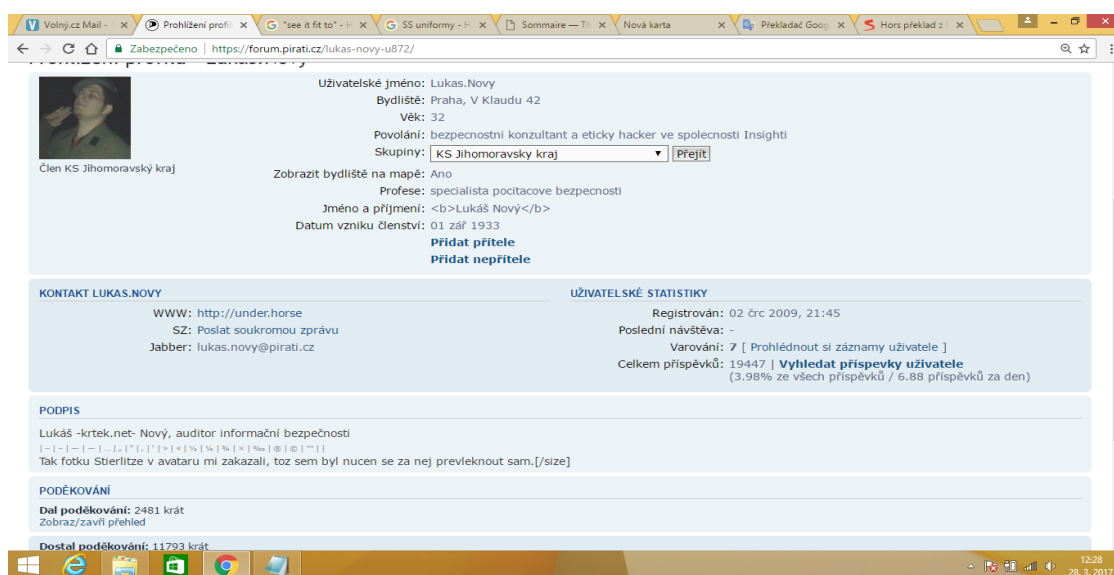 Volný.cz Mail -
Prohlížení profil
"see it fit to" - H
SS uniformy - H
Sommaire — Th
Nová karta
Překladač Goog
Hors překlad z
Zabezpečeno | https://forum.pirati.cz/lukas-novy-u872/
Uživatelské jméno: Lukas.Novy
Bydliště: Praha, V Klaudu 42
Věk: 32
Povolání: bezpecnostni konzultant a eticky hacker ve spolecnosti Insighti
Skupiny: KS Jihomoravsky kraj Přejít
Člen KS Jihomoravský kraj
Zobrazit bydliště na mapě: Ano
Profese: specialista pocitacove bezpecnosti
Jméno a příjmení: <b>Lukáš Nový</b>
Datum vzniku členství: 01 zář 1933
Přidat přítele
Přidat nepřítele
KONTAKT LUKAS.NOVY
WWW: http://under.horse
SZ: Poslat soukromou zprávu
Jabber: lukas.novy@pirati.cz
UŽIVATELSKÉ STATISTIKY
Registrován: 02 črc 2009, 21:45
Poslední návštěva: -
Varování: 7 [ Prohlédnout si záznamy uživatele ]
Celkem příspěvků: 19447 | Vyhledat příspevky uživatele
(3.98% ze všech příspěvků / 6.88 příspěvků za den)
PODPIS
Lukáš -krtek.net- Nový, auditor informační bezpečnosti
Tak fotku Stierlitze v avataru mi zakazali, toz sem byl nucen se za nej prevleknout sam.[/size]
PODĚKOVÁNÍ
Dal poděkování: 2481 krát
Zobraz/zavři přehled
Dostal poděkování: 11793 krát
12:28
28. 3. 2017